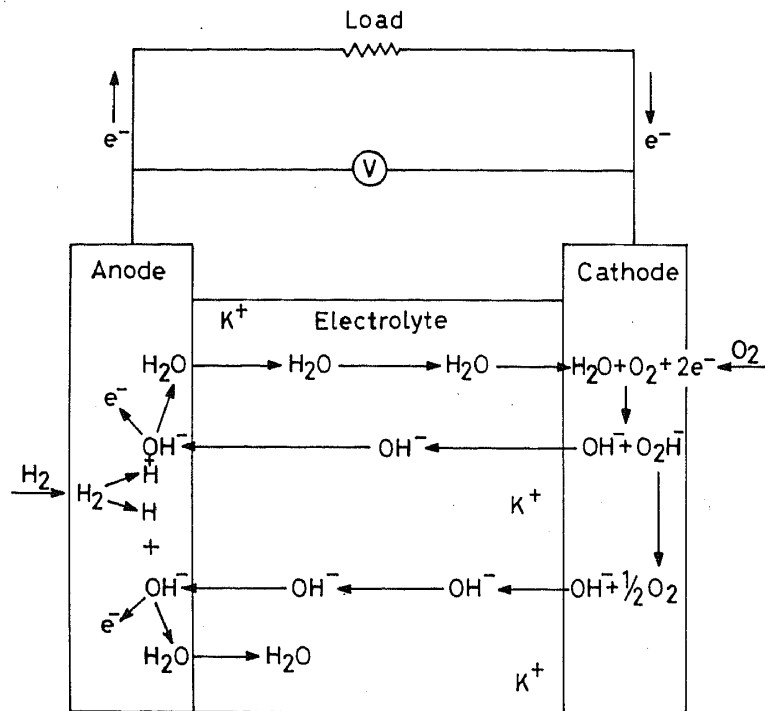 Load
e⁻ e⁻
V
Anode Cathode
K⁺ Electrolyte
H₂O H₂O H₂O H₂O+O₂+2e⁻ O₂
e⁻
OH⁻ OH⁻ OH⁻+O₂H⁻
+
H₂ H₂ H
H K⁺
+
OH⁻ OH⁻ OH⁻ OH⁻+½O₂
e⁻
H₂O H₂O
K⁺